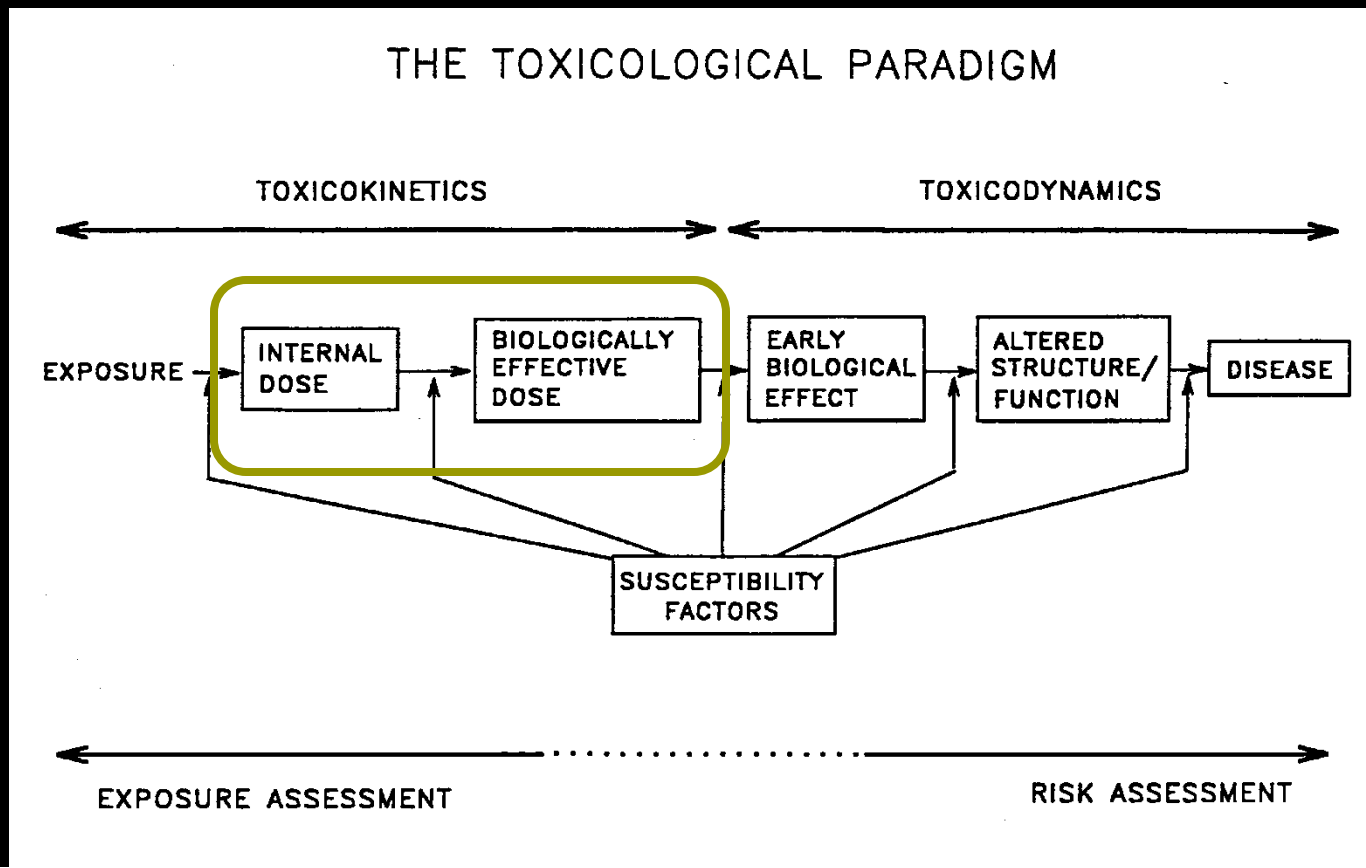 THE TOXICOLOGICAL PARADIGM
TOXICOKINETICS
TOXICODYNAMICS
EXPOSURE
INTERNAL
DOSE
BIOLOGICALLY
EFFECTIVE
DOSE
EARLY
BIOLOGICAL
EFFECT
ALTERED
STRUCTURE/
FUNCTION
DISEASE
SUSCEPTIBILITY
FACTORS
EXPOSURE ASSESSMENT
RISK ASSESSMENT